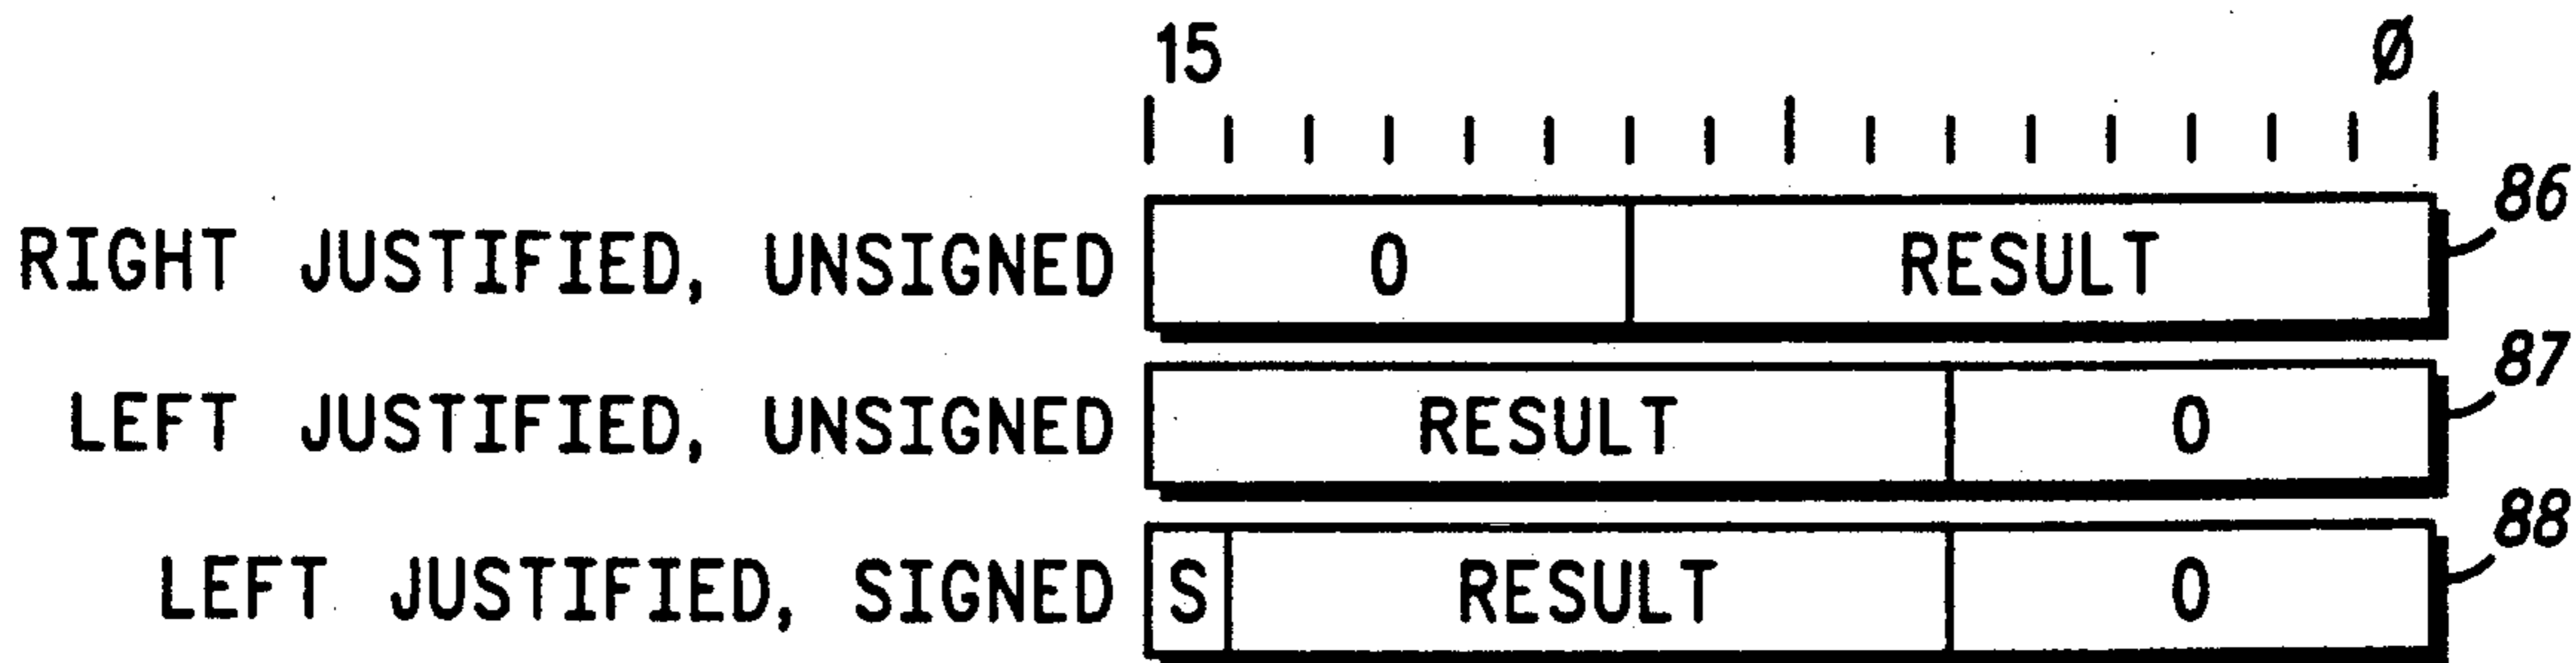 15 Ø
RIGHT JUSTIFIED, UNSIGNED 0 RESULT 86
LEFT JUSTIFIED, UNSIGNED RESULT 0 87
LEFT JUSTIFIED, SIGNED S RESULT 0 88